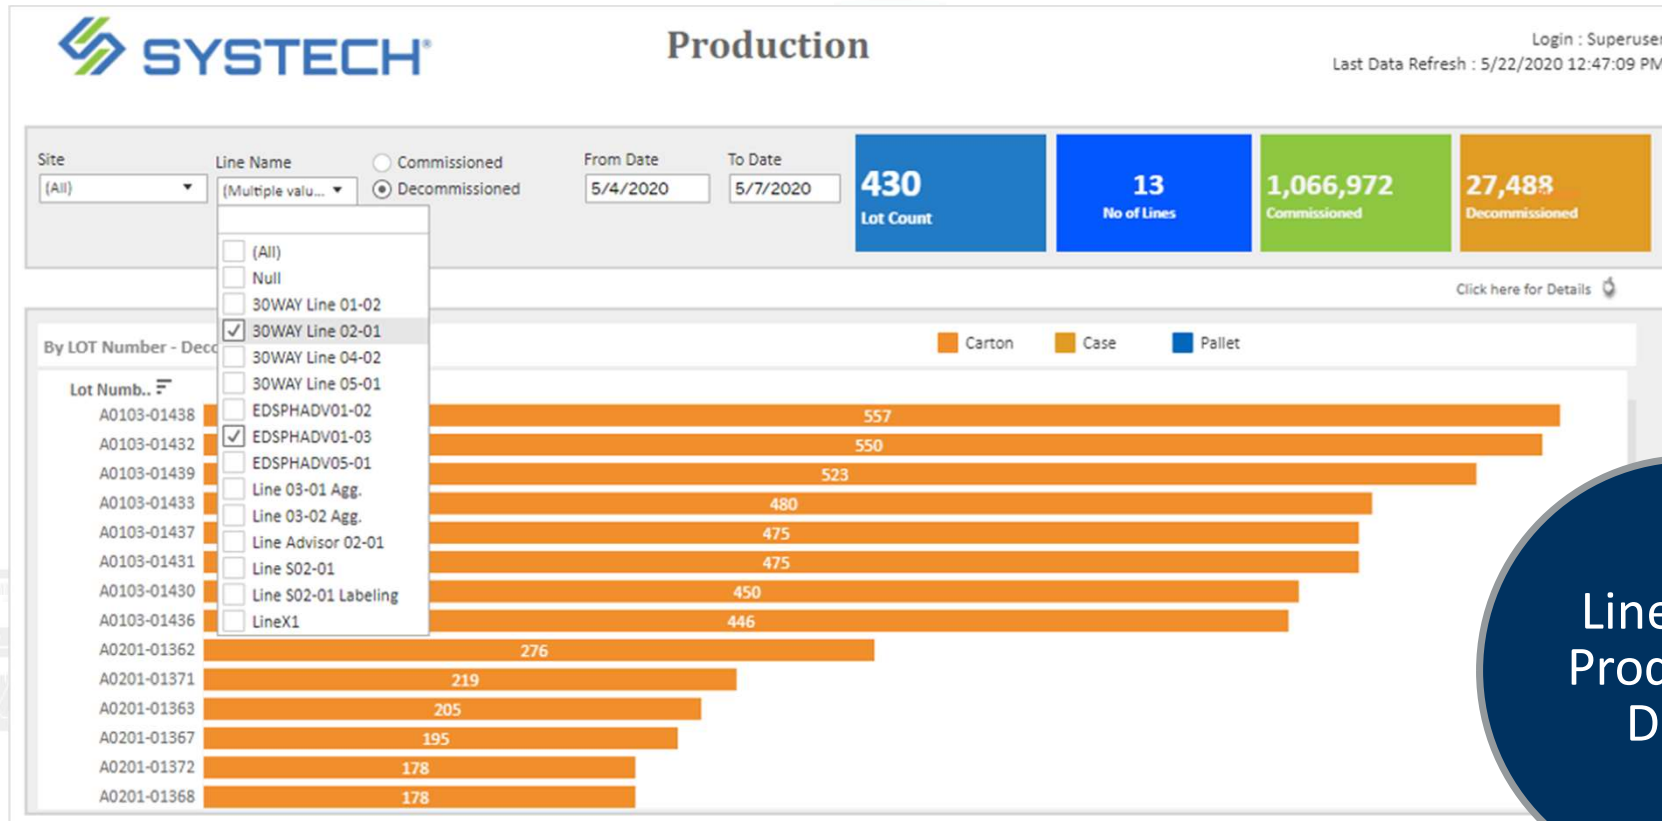 SYSTECH®
Production
Login : Superuser
Last Data Refresh : 5/22/2020 12:47:09 PM
Site
(All)
Line Name
(Multiple valu...
Commissioned
Decommissioned
From Date
5/4/2020
To Date
5/7/2020
430
Lot Count
13
No of Lines
1,066,972
Commissioned
27,488
Decommissioned
(All)
Null
30WAY Line 01-02
30WAY Line 02-01
30WAY Line 04-02
30WAY Line 05-01
EDSPHADV01-02
EDSPHADV01-03
EDSPHADV05-01
Line 03-01 Agg.
Line 03-02 Agg.
Line Advisor 02-01
Line S02-01
Line S02-01 Labeling
LineX1
Click here for Details
By LOT Number - Deco
Carton
Case
Pallet
Lot Numb..
A0103-01438 557
A0103-01432 550
A0103-01439 523
A0103-01433 480
A0103-01437 475
A0103-01431 475
A0103-01430 450
A0103-01436 446
A0201-01362 276
A0201-01371 219
A0201-01363 205
A0201-01367 195
A0201-01372 178
A0201-01368 178
Line
Prod
D